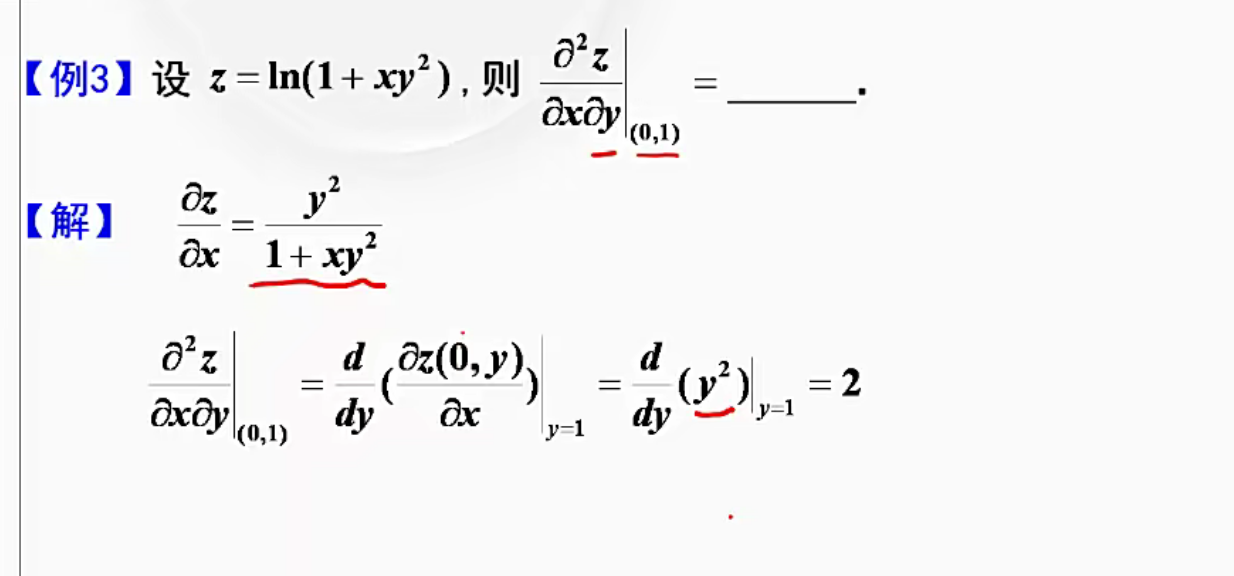 【例3】设 z = ln(1 + xy²) , 则 ∂²z/∂x∂y |(0,1) = ______.
【解】 ∂z/∂x = y²/(1 + xy²)
∂²z/∂x∂y |(0,1) = d/dy (∂z(0, y)/∂x) |y=1 = d/dy (y²) |y=1 = 2